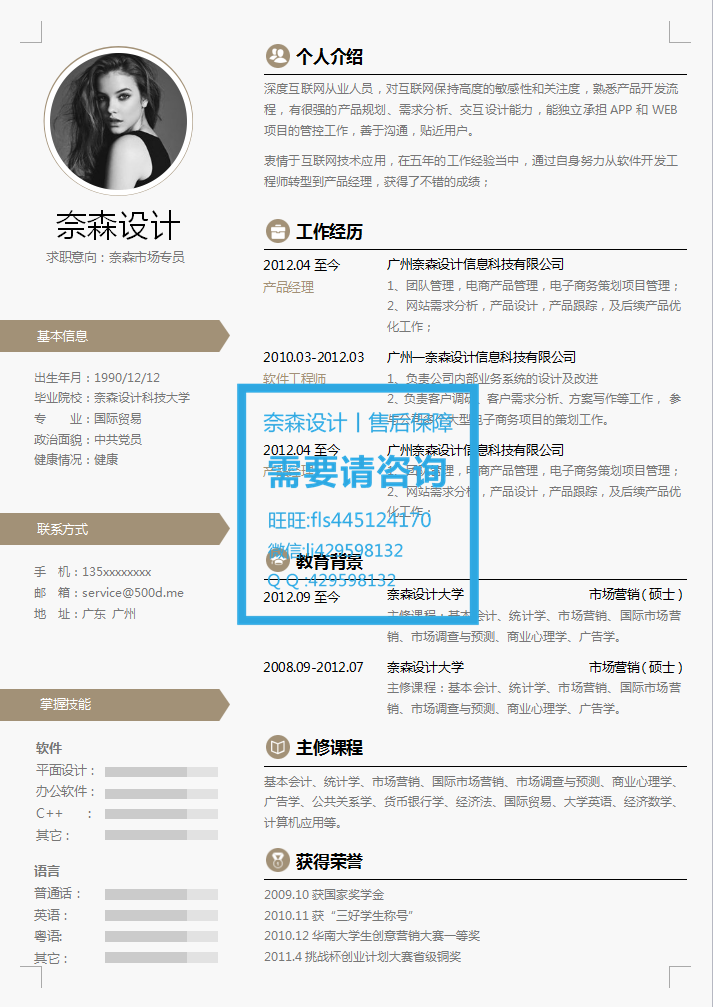 奈森设计
求职意向：奈森市场专员
基本信息
出生年月：1990/12/12
毕业院校：奈森设计科技大学
专　　业：国际贸易
政治面貌：中共党员
健康情况：健康
联系方式
手　机：135xxxxxxxx
邮　箱：service@500d.me
地　址：广东 广州
掌握技能
软件
平面设计：
办公软件：
C++　：
其它：
语言
普通话：
英语：
粤语:
其它：
个人介绍
深度互联网从业人员，对互联网保持高度的敏感性和关注度，熟悉产品开发流
程，有很强的产品规划、需求分析、交互设计能力，能独立承担 APP 和 WEB
项目的管控工作，善于沟通，贴近用户。
衷情于互联网技术应用，在五年的工作经验当中，通过自身努力从软件开发工
程师转型到产品经理，获得了不错的成绩；
工作经历
2012.04 至今 广州奈森设计信息科技有限公司
产品经理
1、团队管理，电商产品管理，电子商务策划项目管理；
2、网站需求分析，产品设计，产品跟踪，及后续产品优
化工作；
2010.03-2012.03 广州一奈森设计信息科技有限公司
软件工程师
1、负责公司内部业务系统的设计及改进
2、负责客户调研、客户需求分析、方案写作等工作， 参
大型电子商务项目的策划工作。
2012.04 至今 广州奈森设计信息科技有限公司
1、团队管理，电商产品管理，电子商务策划项目管理；
2、网站需求分析，产品设计，产品跟踪，及后续产品优
化工作；
奈森设计丨售后保障
需要请咨询
旺旺:fls445124170
微信:lj429598132
Q Q :429598132
教育背景
2012.09 至今 奈森设计大学 市场营销（硕士）
主修课程：基本会计、统计学、市场营销、国际市场营
销、市场调查与预测、商业心理学、广告学。
2008.09-2012.07 奈森设计大学 市场营销（硕士）
主修课程：基本会计、统计学、市场营销、国际市场营
销、市场调查与预测、商业心理学、广告学。
主修课程
基本会计、统计学、市场营销、国际市场营销、市场调查与预测、商业心理学、
广告学、公共关系学、货币银行学、经济法、国际贸易、大学英语、经济数学、
计算机应用等。
获得荣誉
2009.10 获国家奖学金
2010.11 获“三好学生称号”
2010.12 华南大学生创意营销大赛一等奖
2011.4 挑战杯创业计划大赛省级铜奖